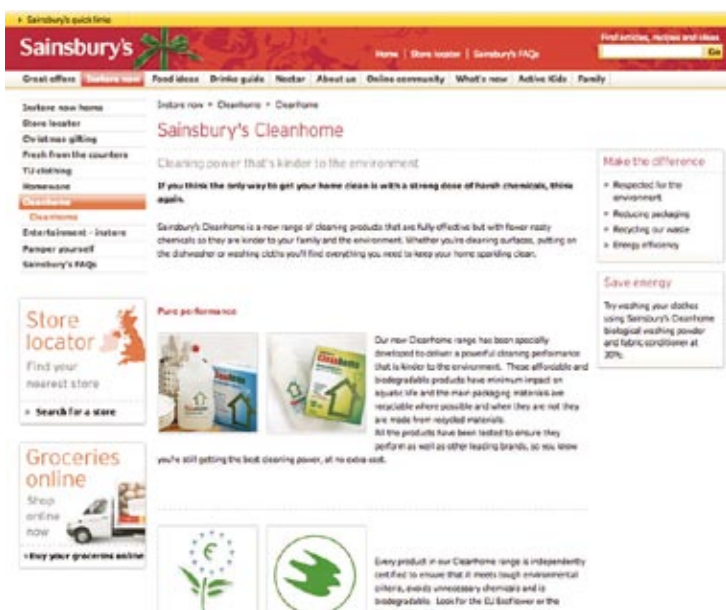 Sainsbury's quick links
Sainsbury's
Home | Store locator | Sainsbury's FAQs
Find articles, recipes and ideas
Go
Great offers Instore now Food ideas Drinks guide Nectar About us Online community What's new Active Kids Family
Instore now home
Store locator
Christmas gifting
Fresh from the counters
TU clothing
Homeware
Cleanhome
Cleanhome
Entertainment - instore
Pamper yourself
Sainsbury's FAQs
Store
locator
Find your
nearest store
Search for a store
Groceries
online
Shop
online
now
Buy your groceries online
Instore now > Cleanhome > Cleanhome
Sainsbury's Cleanhome
Cleaning power that's kinder to the environment
If you think the only way to get your home clean is with a strong dose of harsh chemicals, think
again.
Sainsbury's Cleanhome is a new range of cleaning products that are fully effective but with fewer nasty
chemicals so they are kinder to your family and the environment. Whether you're cleaning surfaces, putting on
the dishwasher or washing cloths you'll find everything you need to keep your home sparkling clean.
Pure performance
Our new Cleanhome range has been specially
developed to deliver a powerful cleaning performance
that is kinder to the environment. These affordable and
biodegradable products have minimum impact on
aquatic life and the main packaging materials are
recyclable where possible and when they are not they
are made from recycled materials.
All the products have been tested to ensure they
perform as well as other leading brands, so you know
you're still getting the best cleaning power, at no extra cost.
Every product in our Cleanhome range is independently
certified to ensure that it meets tough environmental
criteria, avoids unnecessary chemicals and is
biodegradable. Look for the EU Ecoflower or the
Make the difference
Respected for the
environment
Reducing packaging
Recycling our waste
Energy efficiency
Save energy
Try washing your clothes
using Sainsbury's Cleanhome
biological washing powder
and fabric conditioner at